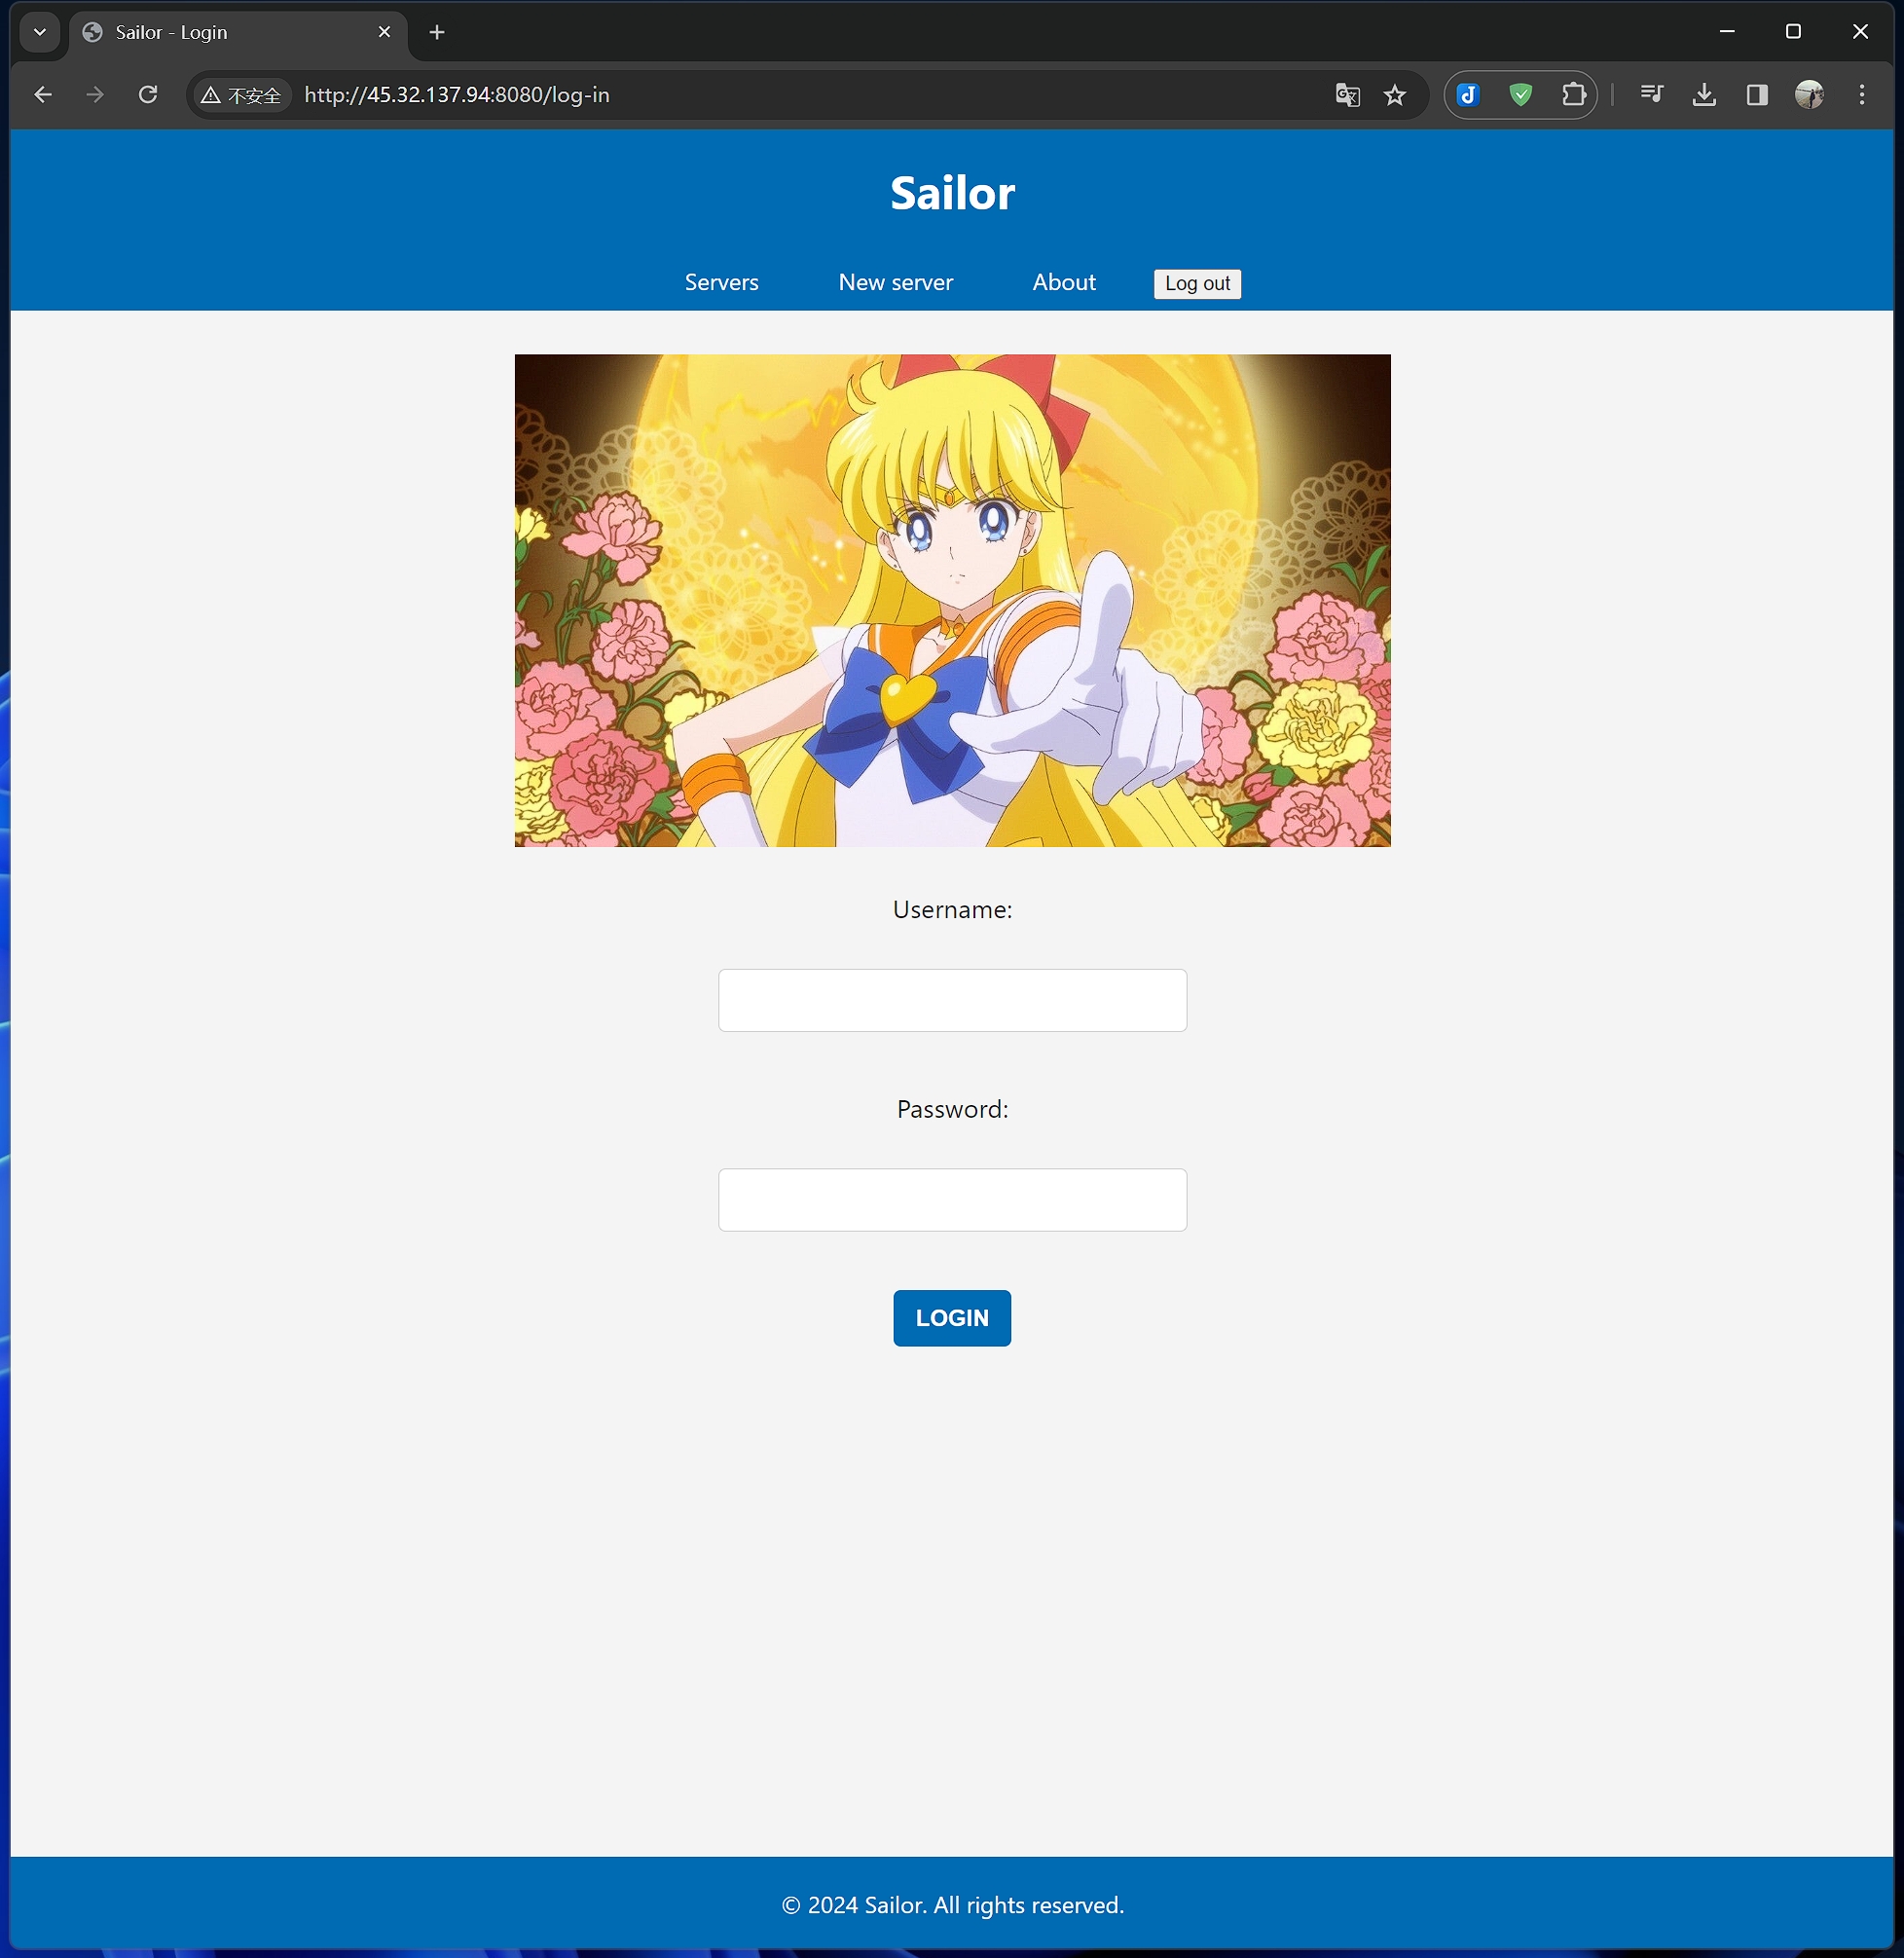 Sailor - Login
不安全
http://45.32.137.94:8080/log-in
Sailor
Servers
New server
About
Log out
Username:
Password:
LOGIN
© 2024 Sailor. All rights reserved.